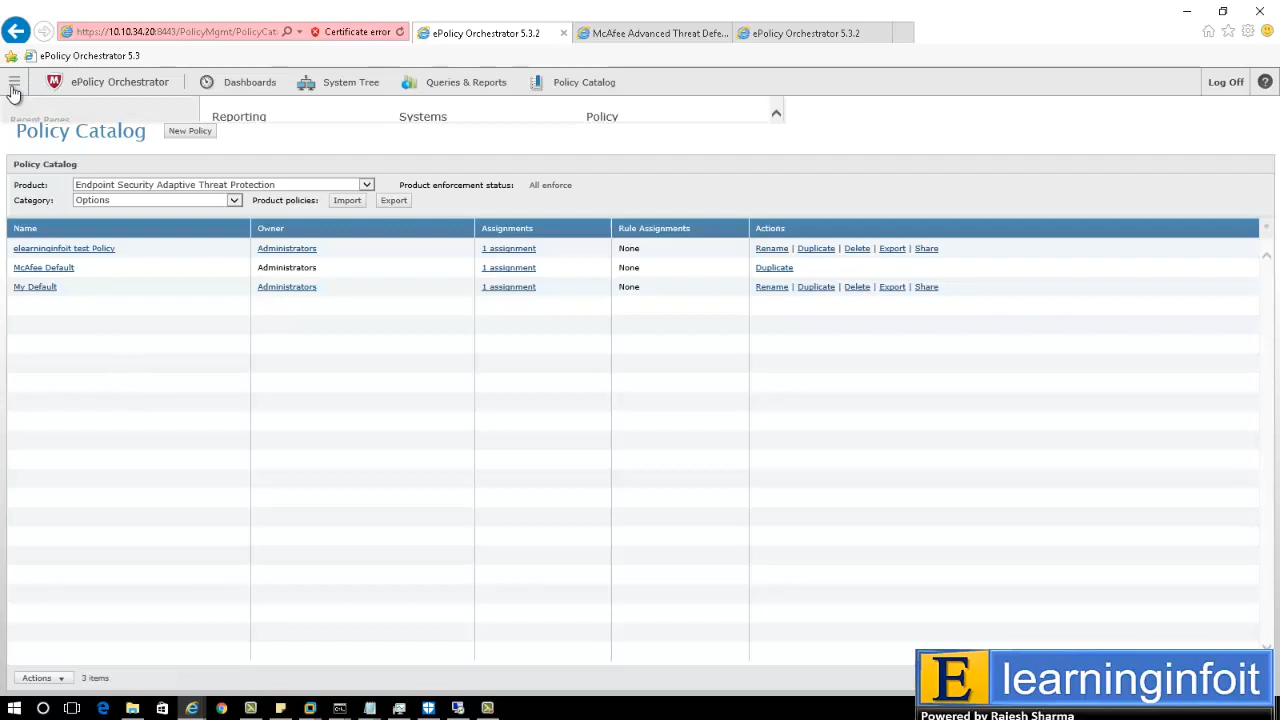 https://10.10.34.20:8443/PolicyMgmt/PolicyCat
Certificate error
ePolicy Orchestrator 5.3.2
McAfee Advanced Threat Defe...
ePolicy Orchestrator 5.3.2
ePolicy Orchestrator 5.3
ePolicy Orchestrator
Dashboards
System Tree
Queries & Reports
Policy Catalog
Log Off
?
Recent Pages
Reporting
Systems
Policy
Policy Catalog
New Policy
Policy Catalog
Product: Endpoint Security Adaptive Threat Protection Product enforcement status: All enforce
Category: Options Product policies: Import Export
Name Owner Assignments Rule Assignments Actions
elearninginfoit test Policy Administrators 1 assignment None Rename | Duplicate | Delete | Export | Share
McAfee Default Administrators 1 assignment None Duplicate
My Default Administrators 1 assignment None Rename | Duplicate | Delete | Export | Share
Actions 3 items
E learninginfoit
Powered by Rajesh Sharma